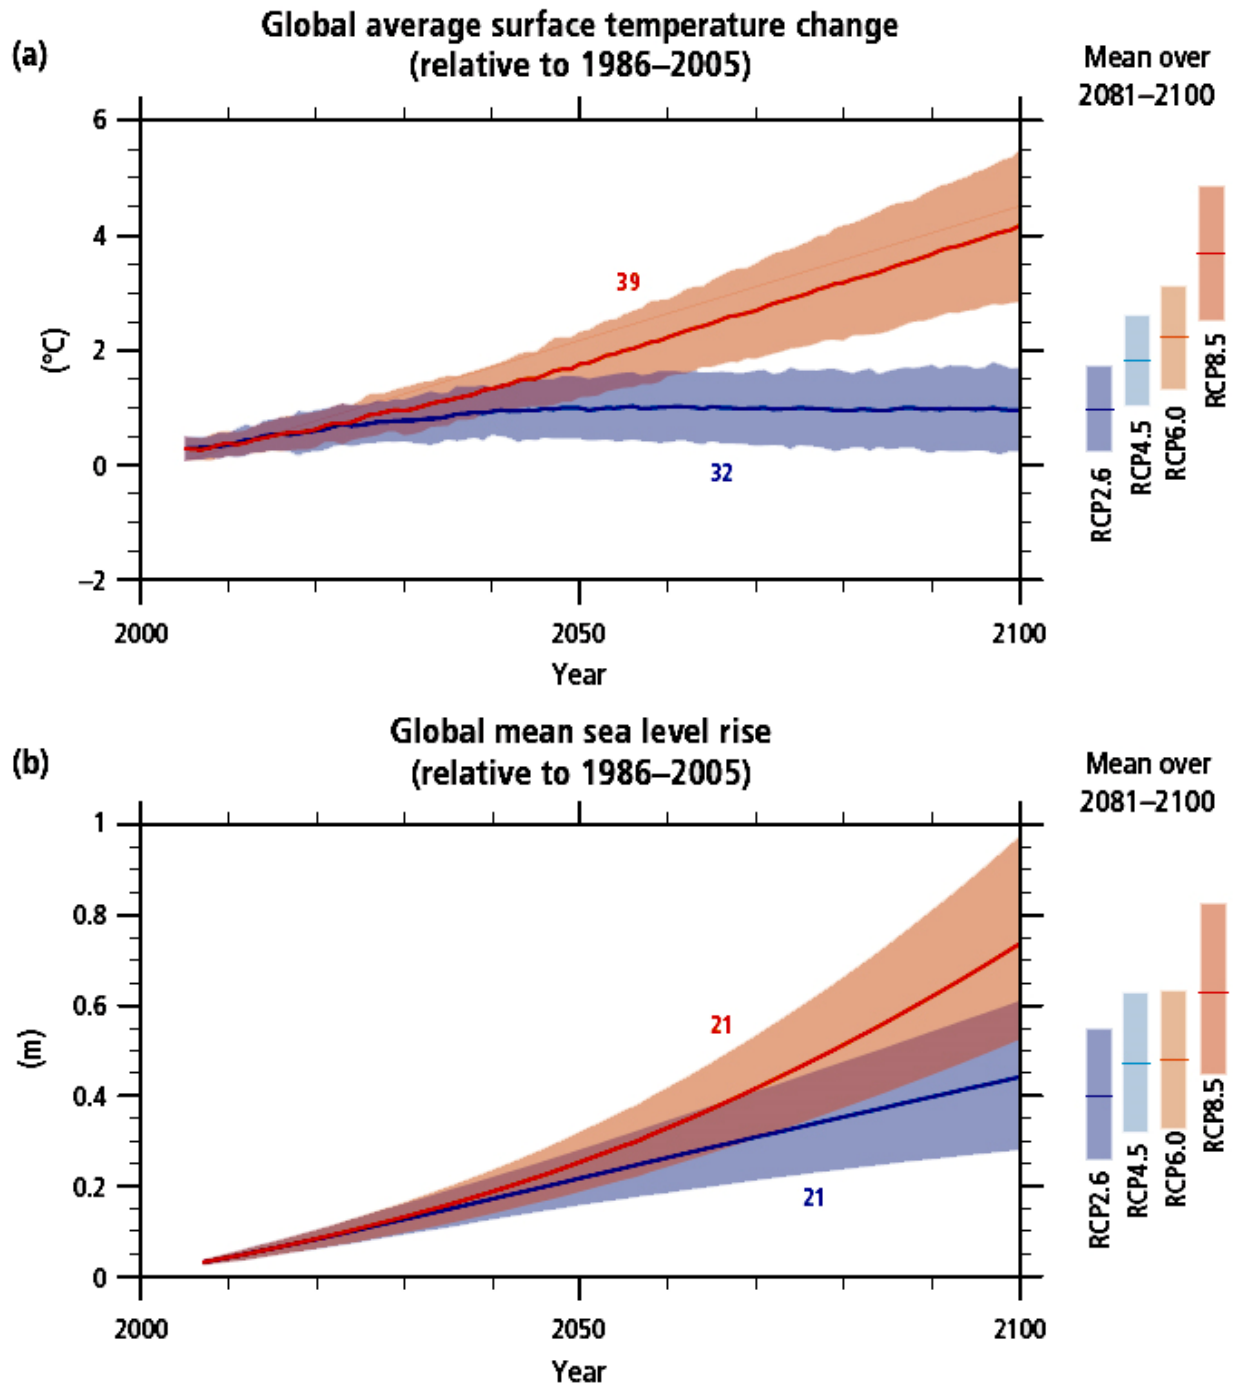 (a)
Global average surface temperature change
(relative to 1986–2005)
Mean over
2081–2100
6
4
2
0
–2
(°C)
39
32
2000
2050
2100
Year
RCP2.6
RCP4.5
RCP6.0
RCP8.5
(b)
Global mean sea level rise
(relative to 1986–2005)
Mean over
2081–2100
1
0.8
0.6
0.4
0.2
0
(m)
21
21
2000
2050
2100
Year
RCP2.6
RCP4.5
RCP6.0
RCP8.5